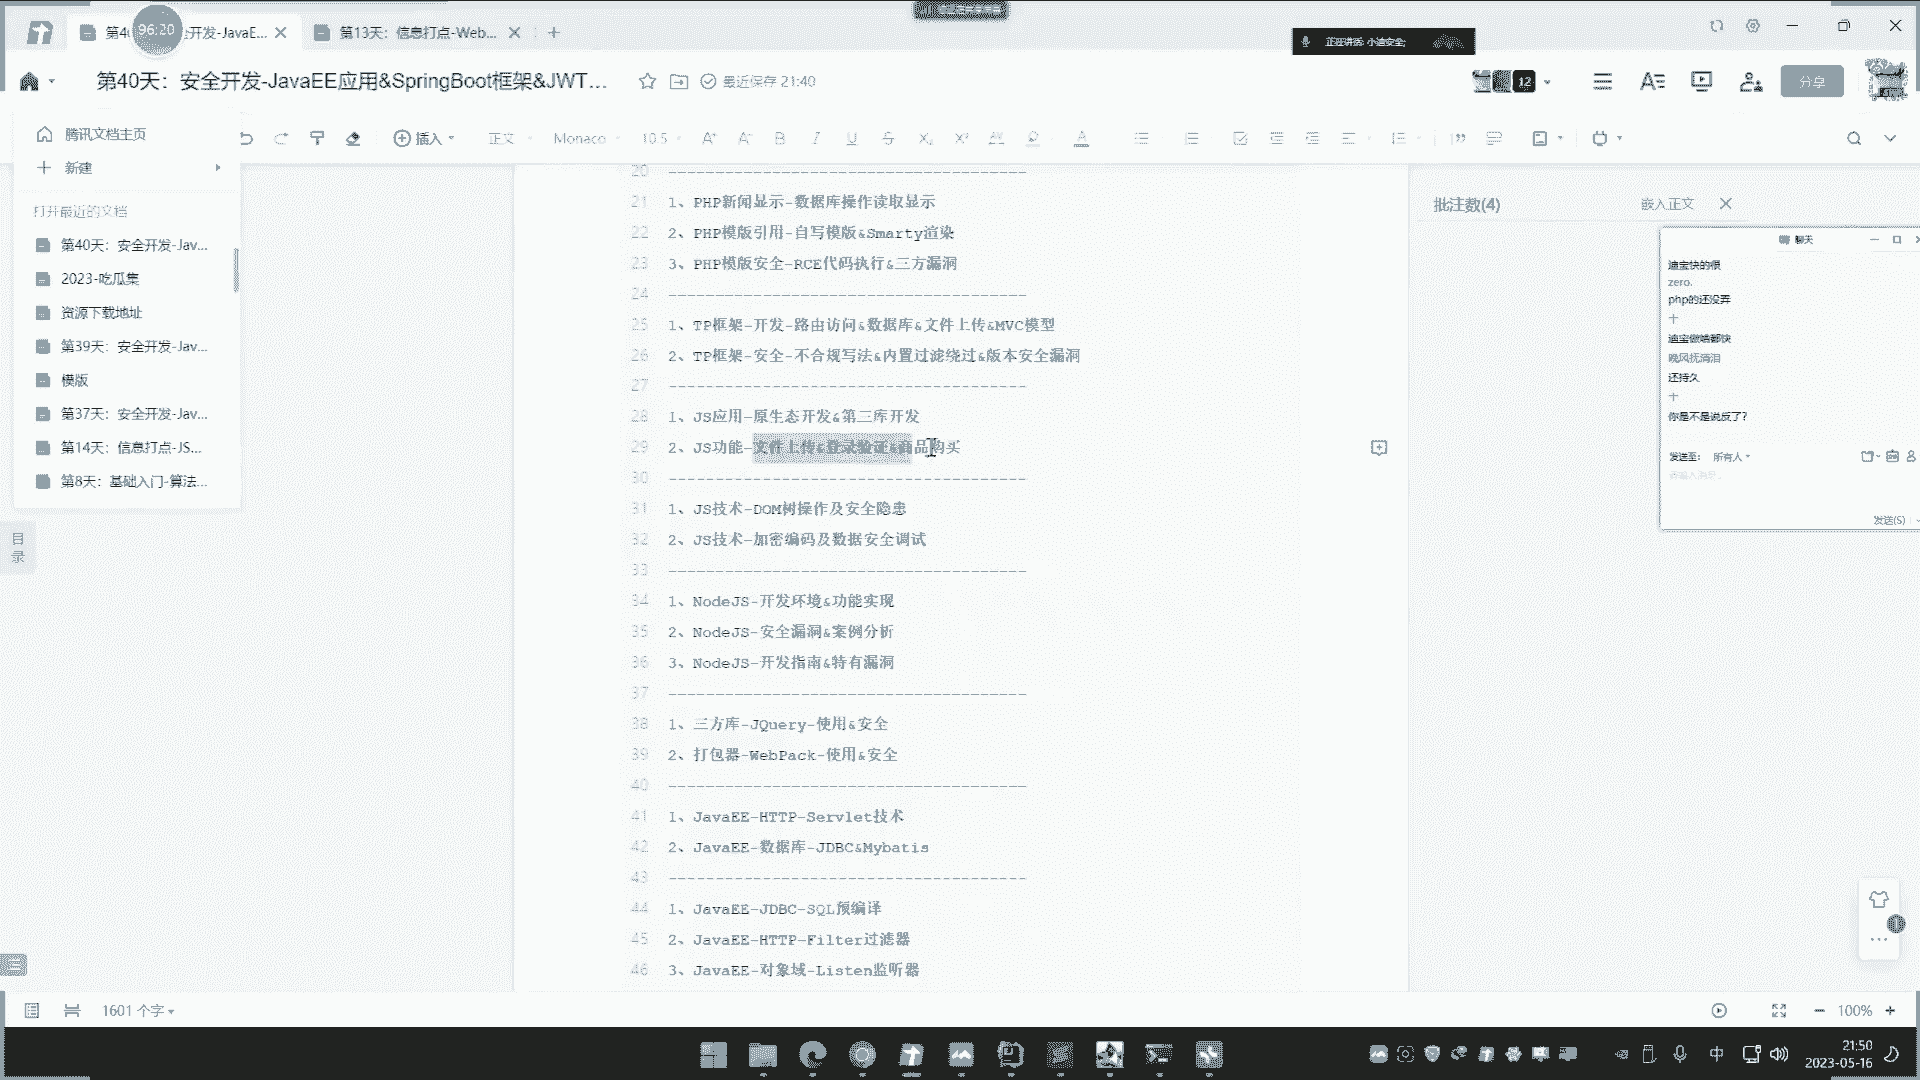 96:20
第13天：信息打点-Web...
正在讲话: 小迪安全;
第40天：安全开发-JavaEE应用&SpringBoot框架&JWT...
最近保存 21:40
12
分享
腾讯文档主页
新建
插入
正文
Monaco
10.5
打开最近的文档
第40天：安全开发-Jav...
2023-吃瓜集
资源下载地址
第39天：安全开发-Jav...
模版
第37天：安全开发-Jav...
第14天：信息打点-JS...
第8天：基础入门-算法...
目录
20 -------------------------------------
21 1、PHP新闻显示-数据库操作读取显示
22 2、PHP模版引用-自写模版&Smarty渲染
23 3、PHP模版安全-RCE代码执行&三方漏洞
24 -------------------------------------
25 1、TP框架-开发-路由访问&数据库&文件上传&MVC模型
26 2、TP框架-安全-不合规写法&内置过滤绕过&版本安全漏洞
27 -------------------------------------
28 1、JS应用-原生态开发&第三库开发
29 2、JS功能-文件上传&登录验证&商品购买
30 -------------------------------------
31 1、JS技术-DOM树操作及安全隐患
32 2、JS技术-加密编码及数据安全调试
33 -------------------------------------
34 1、NodeJS-开发环境&功能实现
35 2、NodeJS-安全漏洞&案例分析
36 3、NodeJS-开发指南&特有漏洞
37 -------------------------------------
38 1、三方库-JQuery-使用&安全
39 2、打包器-WebPack-使用&安全
40 -------------------------------------
41 1、JavaEE-HTTP-Servlet技术
42 2、JavaEE-数据库-JDBC&Mybatis
43 -------------------------------------
44 1、JavaEE-JDBC-SQL预编译
45 2、JavaEE-HTTP-Filter过滤器
46 3、JavaEE-对象域-Listen监听器
批注数(4)
嵌入正文
聊天
迪宝快的很
zero.
php的还没弄
十
迪宝做啥都快
晚风抚清泪
还持久
十
你是不是说反了?
发送至: 所有人
发送(S)
1601 个字
100%
中
21:50
2023-05-16